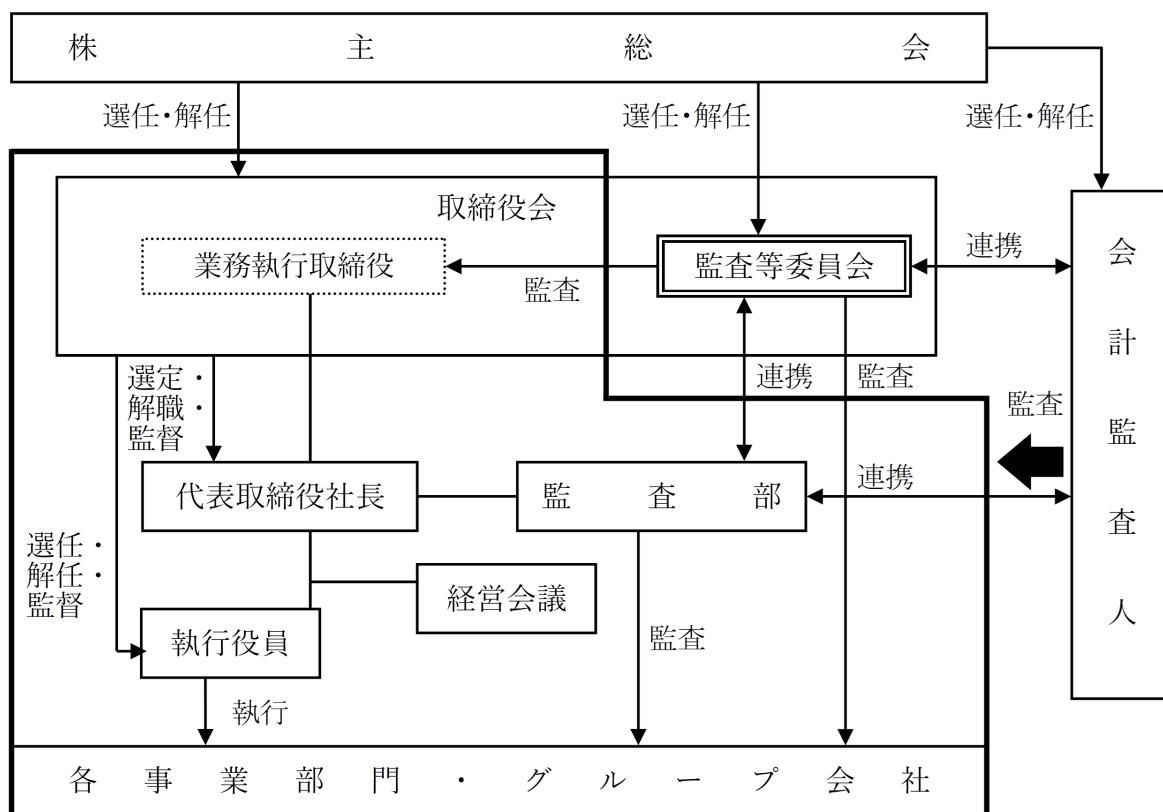 株主総会
選任・解任
選任・解任
選任・解任
取締役会
業務執行取締役
監査等委員会
監査
連携
会計監査人
選定・
解職・
監督
連携
監査
監査
代表取締役社長
監査部
連携
選任・
解任・
監督
経営会議
執行役員
監査
執行
各事業部門・グループ会社